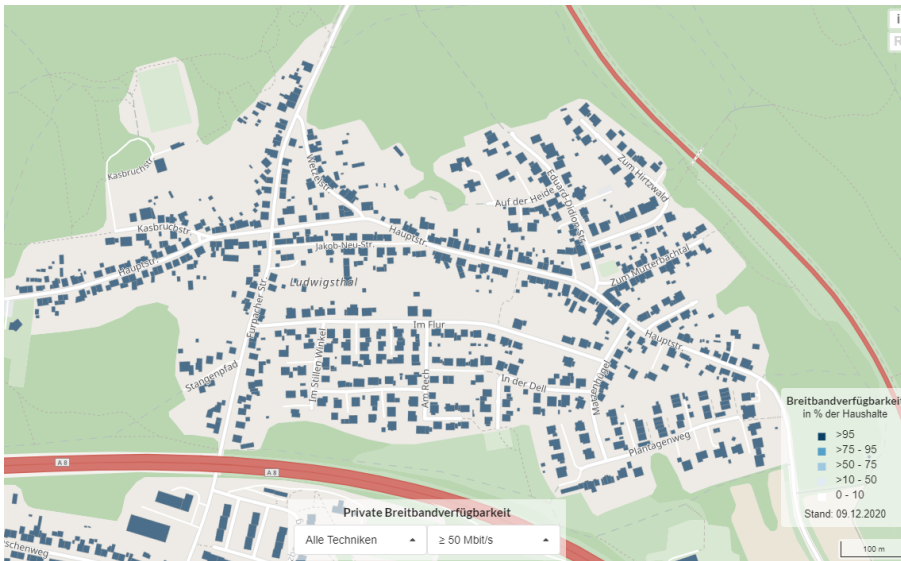 i
R
Kasbruchstr.
Wetzelstr.
Zum Hirtzwald
Eduard-Didion-Str.
Auf der Heide
Kasbruchstr.
Hauptstr.
Jakob-Neu-Str.
Hauptstr.
Zum Mutterbachtal
Ludwigsthal
Furpacher Str.
Im Flur
Hauptstr.
Stangenpfad
Im Stillen Winkel
Am Rech
In der Dell
Matzenhügel
Plantagenweg
Breitbandverfügbarkeit
in % der Haushalte
>95
>75 - 95
>50 - 75
>10 - 50
0 - 10
Stand: 09.12.2020
A 8
A 8
Private Breitbandverfügbarkeit
Alle Techniken
≥ 50 Mbit/s
100 m